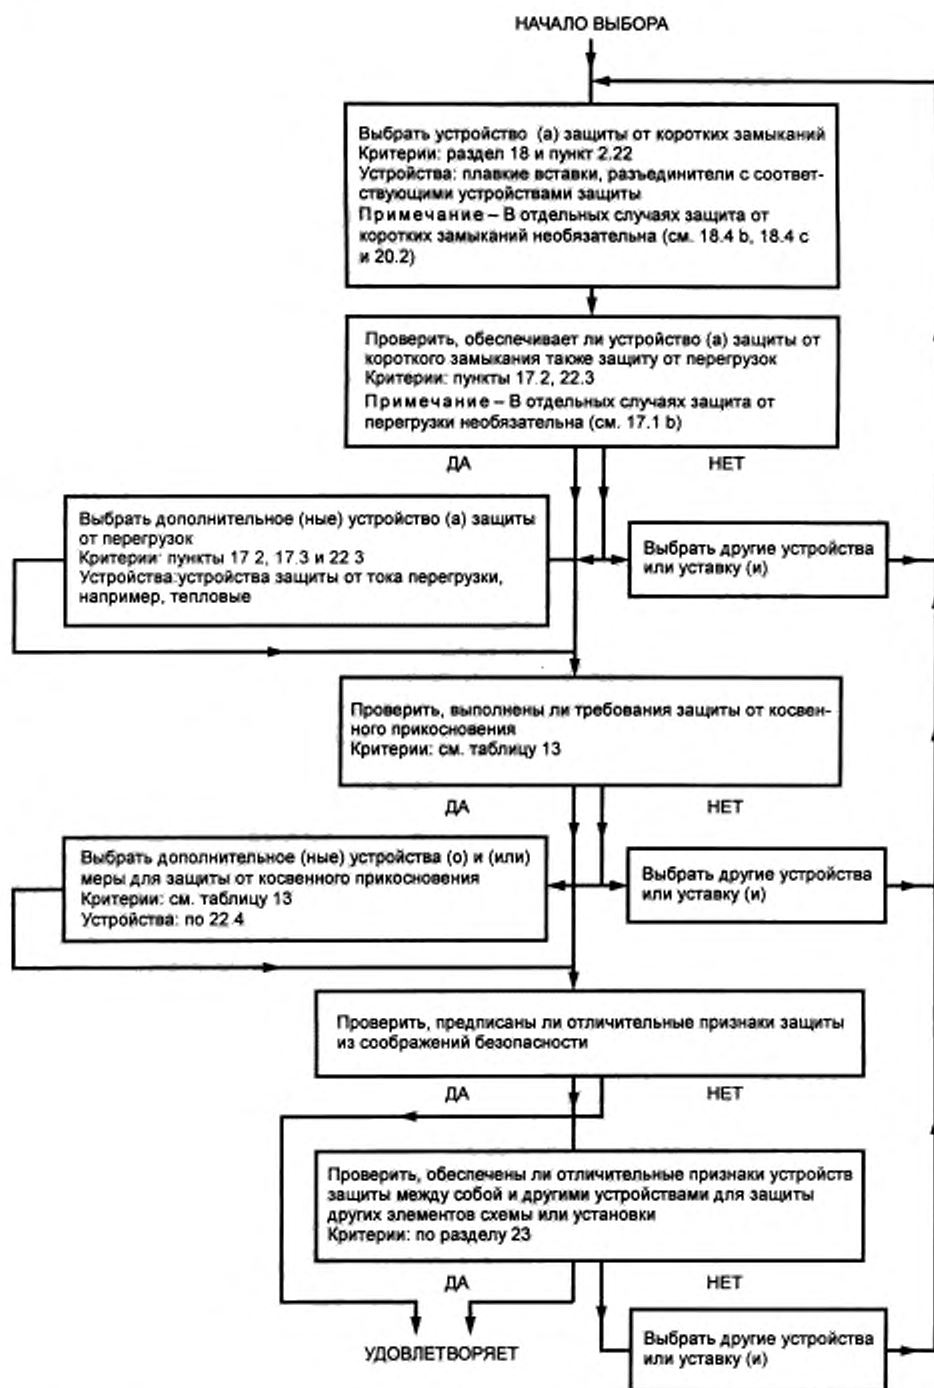 НАЧАЛО ВЫБОРА
Выбрать устройство (а) защиты от коротких замыканий
Критерии: раздел 18 и пункт 2.22
Устройства: плавкие вставки, разъединители с соответ-
ствующими устройствами защиты
Примечание – В отдельных случаях защита от
коротких замыканий необязательна (см. 18.4 b, 18.4 с
и 20.2)
Проверить, обеспечивает ли устройство (а) защиты от
короткого замыкания также защиту от перегрузок
Критерии: пункты 17.2, 22.3
Примечание – В отдельных случаях защита от
перегрузки необязательна (см. 17.1 b)
ДА
НЕТ
Выбрать дополнительное (ные) устройство (а) защиты
от перегрузок
Критерии: пункты 17 2, 17.3 и 22 3
Устройства:устройства защиты от тока перегрузки,
например, тепловые
Выбрать другие устройства
или уставку (и)
Проверить, выполнены ли требования защиты от косвен-
ного прикосновения
Критерии: см. таблицу 13
ДА
НЕТ
Выбрать дополнительное (ные) устройства (о) и (или)
меры для защиты от косвенного прикосновения
Критерии: см. таблицу 13
Устройства: по 22.4
Выбрать другие устройства
или уставку (и)
Проверить, предписаны ли отличительные признаки защиты
из соображений безопасности
ДА
НЕТ
Проверить, обеспечены ли отличительные признаки устройств
защиты между собой и другими устройствами для защиты
других элементов схемы или установки
Критерии: по разделу 23
ДА
НЕТ
УДОВЛЕТВОРЯЕТ
Выбрать другие устройства
или уставку (и)